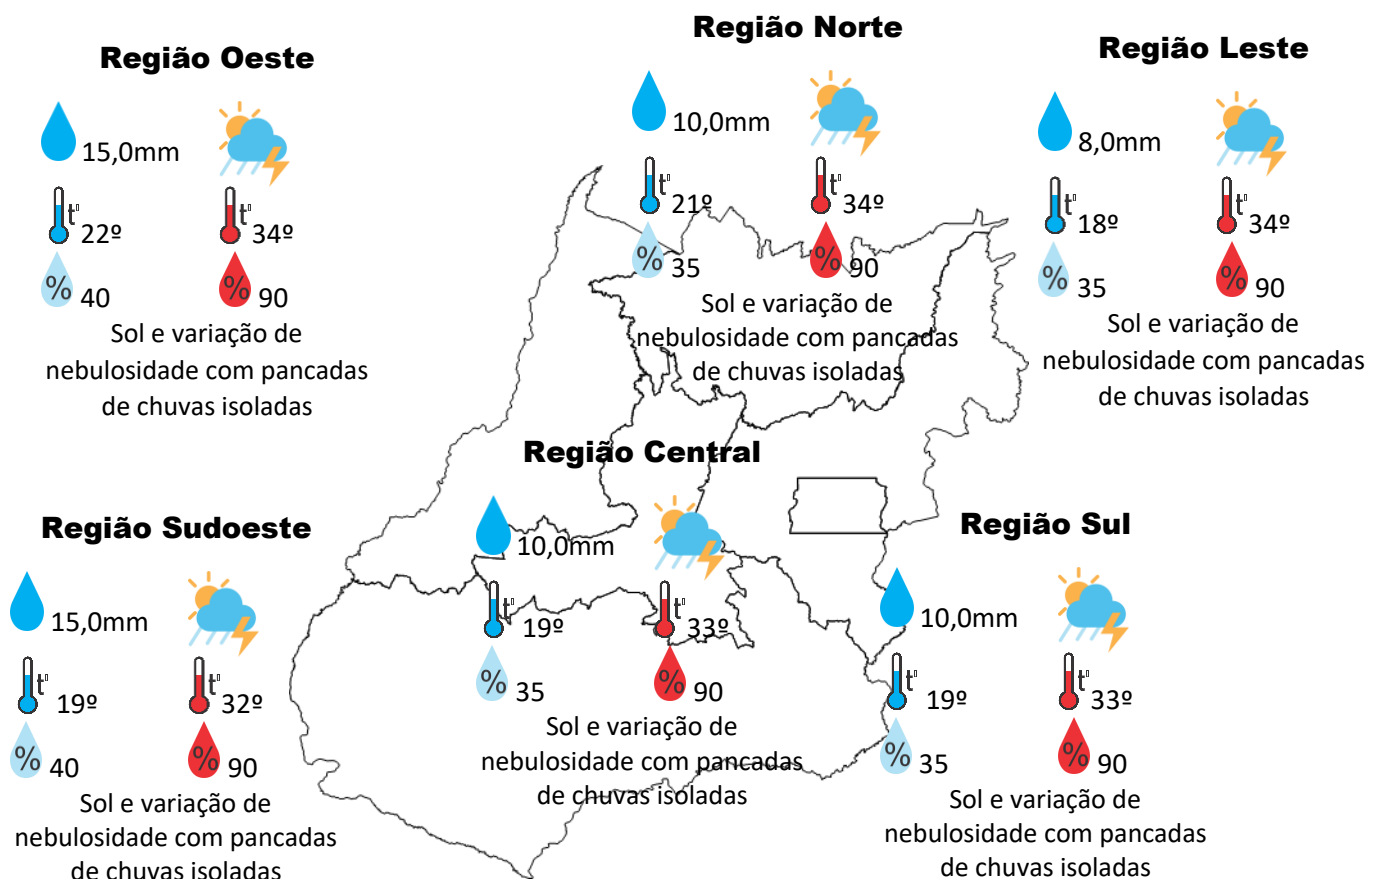 Região Oeste
15,0mm
t°
22º
34º
%
40
%
90
Sol e variação de
nebulosidade com pancadas
de chuvas isoladas
Região Norte
10,0mm
t°
21º
t°
34º
%
35
%
90
Sol e variação de
nebulosidade com pancadas
de chuvas isoladas
Região Leste
8,0mm
t°
18º
t°
34º
%
35
%
90
Sol e variação de
nebulosidade com pancadas
de chuvas isoladas
Região Central
10,0mm
t°
19º
t°
33º
%
35
%
90
Sol e variação de
nebulosidade com pancadas
de chuvas isoladas
Região Sudoeste
15,0mm
t°
19º
t°
32º
%
40
%
90
Sol e variação de
nebulosidade com pancadas
de chuvas isoladas
Região Sul
10,0mm
t°
19º
t°
33º
%
35
%
90
Sol e variação de
nebulosidade com pancadas
de chuvas isoladas